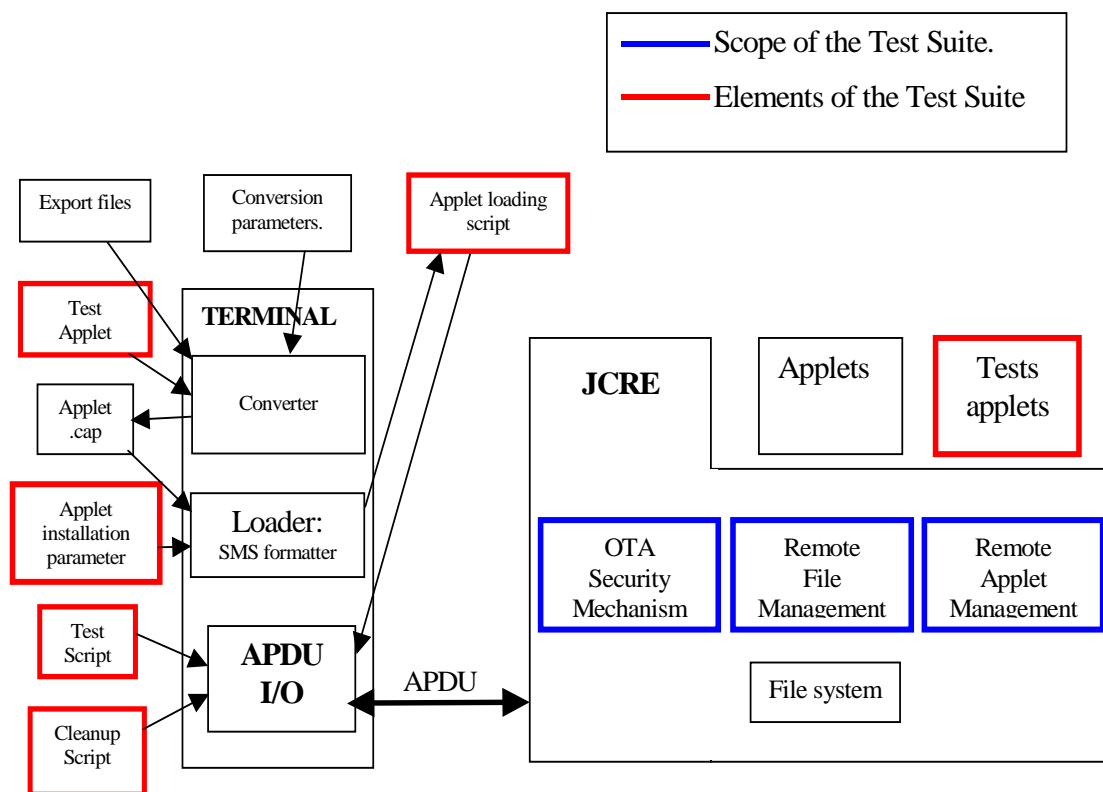 Scope of the Test Suite.
Elements of the Test Suite
Export files
Conversion
parameters.
Applet loading
script
Test
Applet
TERMINAL
Converter
Applet
.cap
Applet
installation
parameter
Loader:
SMS formatter
Test
Script
APDU
I/O
Cleanup
Script
APDU
JCRE
Applets
Tests
applets
OTA
Security
Mechanism
Remote
File
Management
Remote
Applet
Management
File system